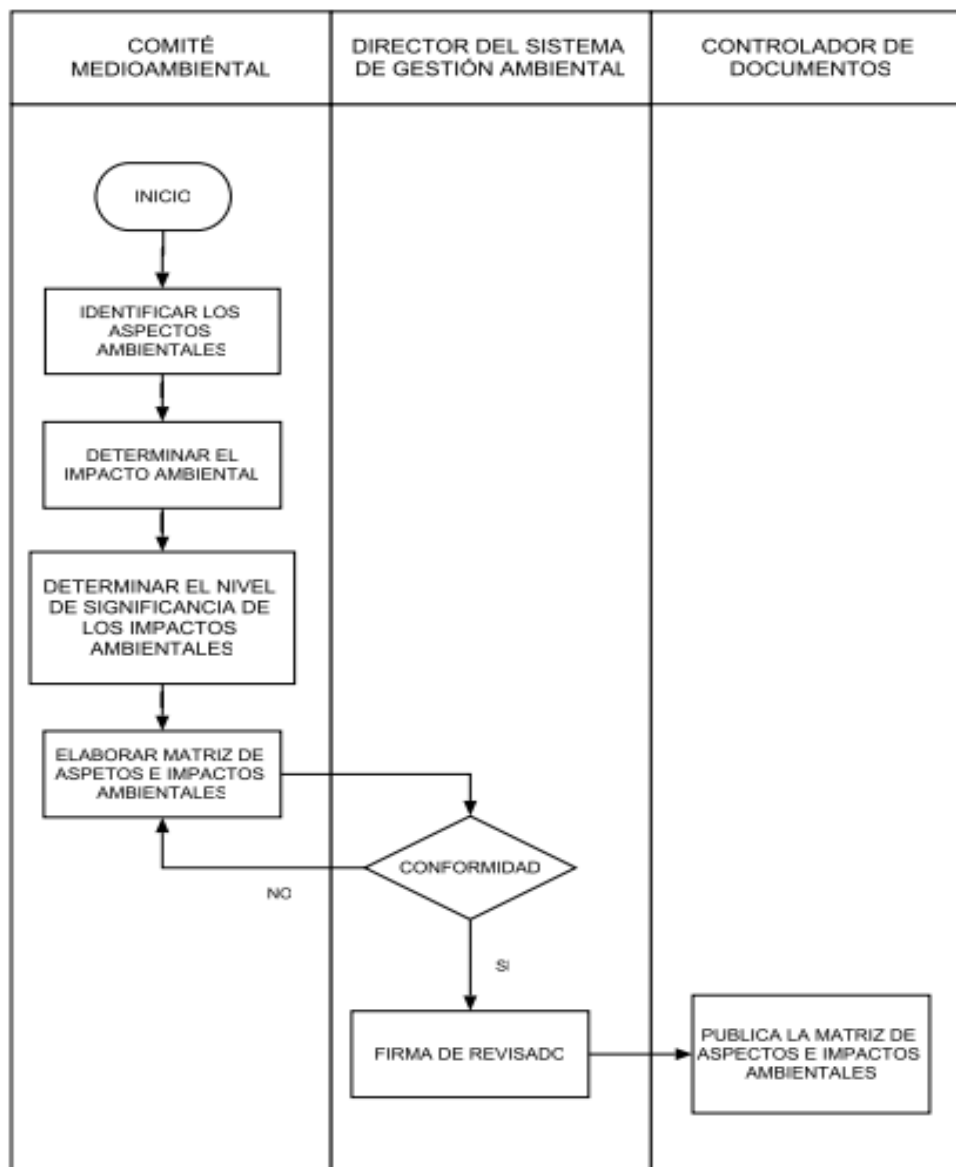 COMITÉ
MEDIOAMBIENTAL
DIRECTOR DEL SISTEMA
DE GESTIÓN AMBIENTAL
CONTROLADOR DE
DOCUMENTOS
INICIO
IDENTIFICAR LOS
ASPECTOS
AMBIENTALES
DETERMINAR EL
IMPACTO AMBIENTAL
DETERMINAR EL NIVEL
DE SIGNIFICANCIA DE
LOS IMPACTOS
AMBIENTALES
ELABORAR MATRIZ DE
ASPETOS E IMPACTOS
AMBIENTALES
CONFORMIDAD
NO
SI
FIRMA DE REVISADO
PUBLICA LA MATRIZ DE
ASPECTOS E IMPACTOS
AMBIENTALES